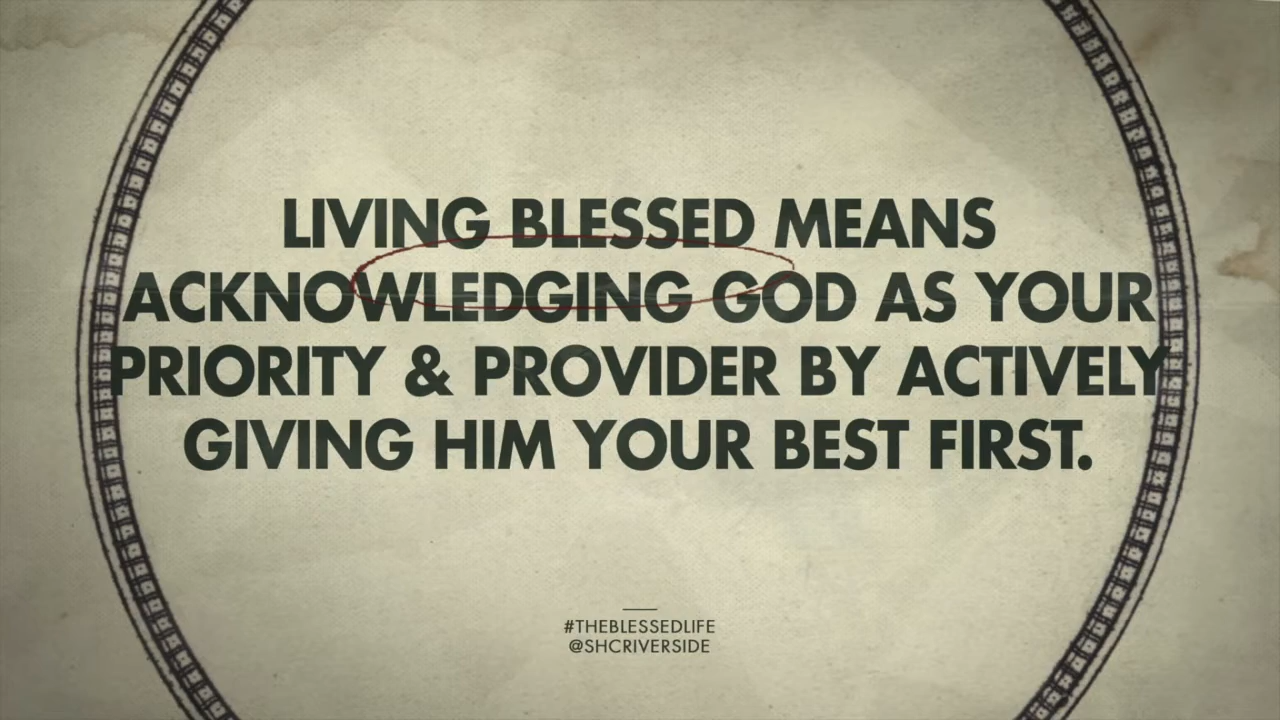 LIVING BLESSED MEANS
ACKNOWLEDGING GOD AS YOUR
PRIORITY & PROVIDER BY ACTIVELY
GIVING HIM YOUR BEST FIRST.
#THEBLESSEDLIFE
@SHCRIVERSIDE